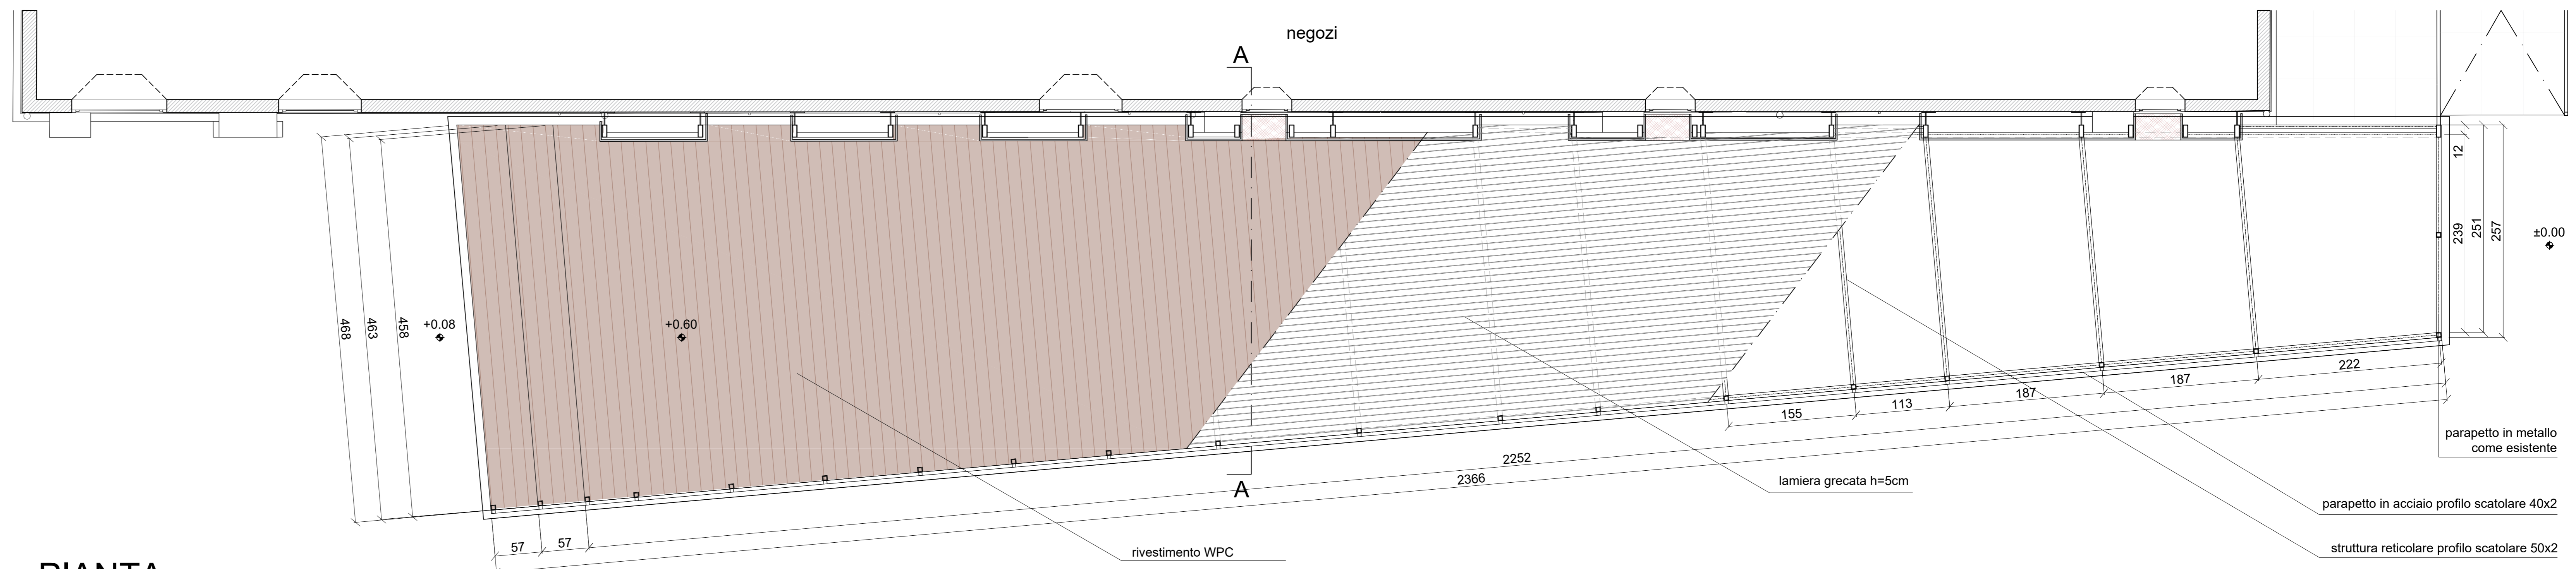 negozi
A
12
239
251
257
±0.00
468
463
458
+0.08
+0.60
222
187
187
113
155
parapetto in metallo
come esistente
2252
2366
A
lamiera grecata h=5cm
parapetto in acciaio profilo scatolare 40x2
57
57
rivestimento WPC
struttura reticolare profilo scatolare 50x2
PIANTA